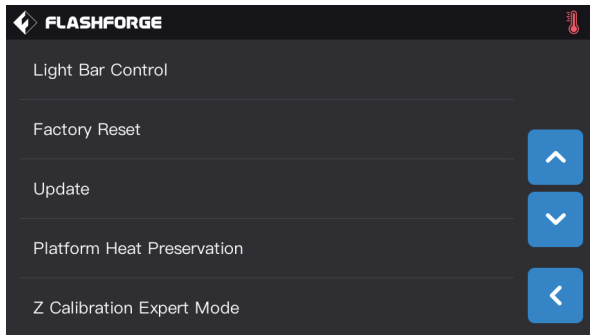 FLASHFORGE
Light Bar Control
Factory Reset
Update
Platform Heat Preservation
Z Calibration Expert Mode